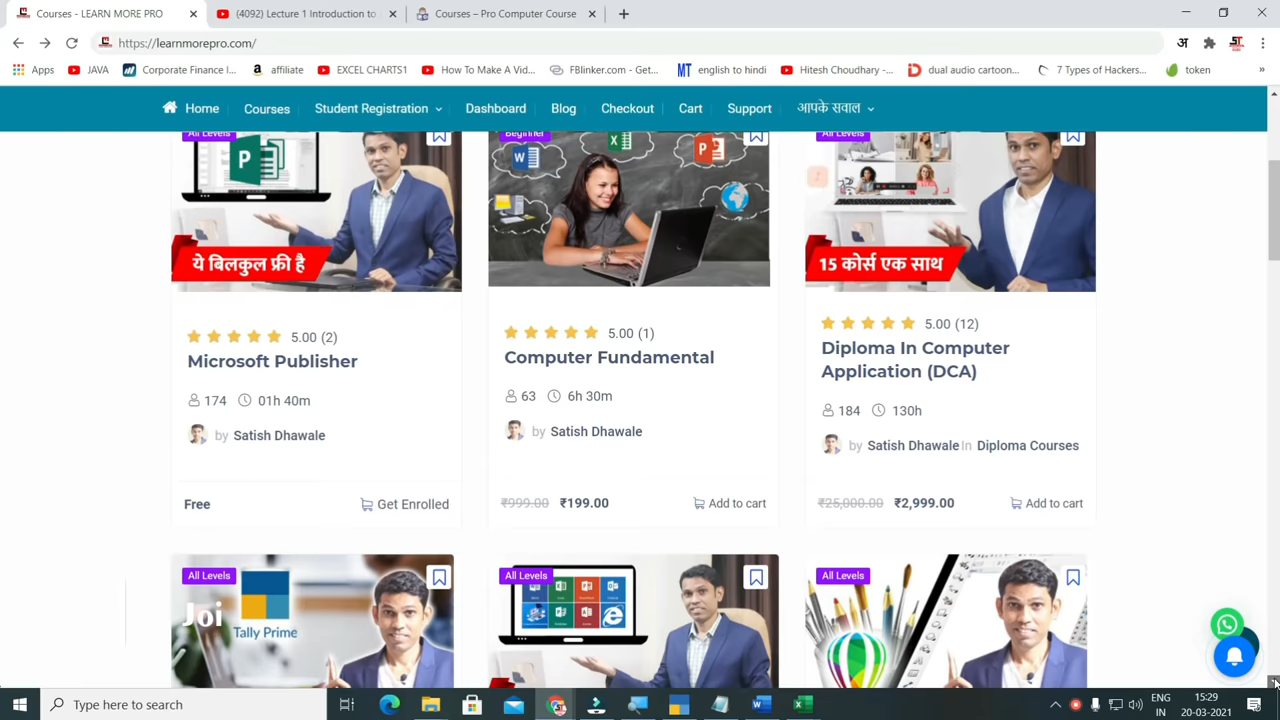 Courses - LEARN MORE PRO
(4092) Lecture 1 Introduction to
Courses – Pro Computer Course
https://learnmorepro.com/
Apps
JAVA
Corporate Finance I...
affiliate
EXCEL CHARTS1
How To Make A Vid...
FBlinker.com - Get...
english to hindi
Hitesh Choudhary -...
dual audio cartoon...
7 Types of Hackers...
token
Home
Courses
Student Registration
Dashboard
Blog
Checkout
Cart
Support
आपके सवाल
All Levels
Beginner
All Levels
ये बिलकुल फ्री है
15 कोर्स एक साथ
5.00 (2)
Microsoft Publisher
174 01h 40m
by Satish Dhawale
Free
Get Enrolled
5.00 (1)
Computer Fundamental
63 6h 30m
by Satish Dhawale
₹999.00 ₹199.00
Add to cart
5.00 (12)
Diploma In Computer
Application (DCA)
184 130h
by Satish Dhawale In Diploma Courses
₹25,000.00 ₹2,999.00
Add to cart
All Levels
All Levels
All Levels
Joi
Tally Prime
Type here to search
ENG
IN
15:29
20-03-2021